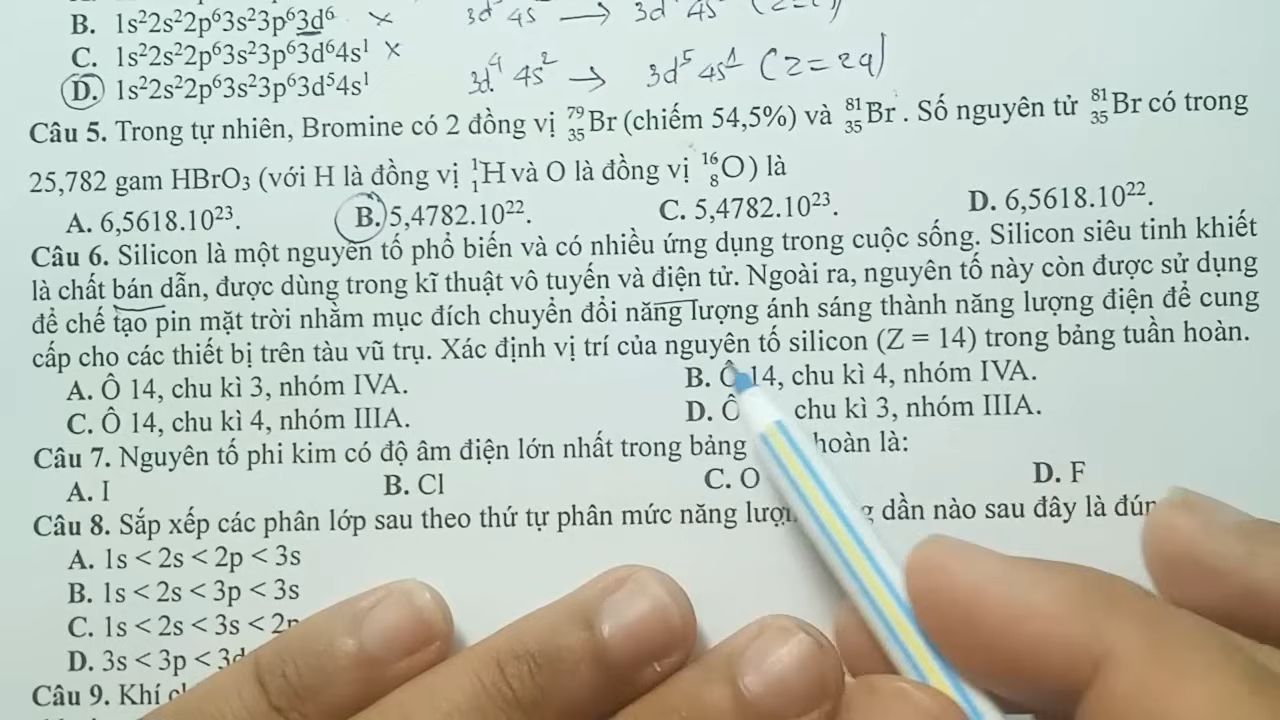 B. 1s²2s²2p⁶3s²3p⁶3d⁶ ×
C. 1s²2s²2p⁶3s²3p⁶3d⁶4s¹ ×
3d⁴ 4s² → 3d⁵ 4s¹ (Z=24)
D. 1s²2s²2p⁶3s²3p⁶3d⁵4s¹
Câu 5. Trong tự nhiên, Bromine có 2 đồng vị ⁷⁹₃₅Br (chiếm 54,5%) và ⁸¹₃₅Br. Số nguyên tử ⁸¹₃₅Br có trong
25,782 gam HBrO₃ (với H là đồng vị ¹₁H và O là đồng vị ¹⁶₈O) là
A. 6,5618.10²³. B. 5,4782.10²². C. 5,4782.10²³. D. 6,5618.10²².
Câu 6. Silicon là một nguyên tố phổ biến và có nhiều ứng dụng trong cuộc sống. Silicon siêu tinh khiết
là chất bán dẫn, được dùng trong kĩ thuật vô tuyến và điện tử. Ngoài ra, nguyên tố này còn được sử dụng
để chế tạo pin mặt trời nhằm mục đích chuyển đổi năng lượng ánh sáng thành năng lượng điện để cung
cấp cho các thiết bị trên tàu vũ trụ. Xác định vị trí của nguyên tố silicon (Z = 14) trong bảng tuần hoàn.
A. Ô 14, chu kì 3, nhóm IVA. B. Ô 14, chu kì 4, nhóm IVA.
C. Ô 14, chu kì 4, nhóm IIIA. D. Ô chu kì 3, nhóm IIIA.
Câu 7. Nguyên tố phi kim có độ âm điện lớn nhất trong bảng hoàn là:
A. I B. Cl C. O D. F
Câu 8. Sắp xếp các phân lớp sau theo thứ tự phân mức năng dần nào sau đây là
A. 1s < 2s < 2p < 3s
B. 1s < 2s < 3p < 3s
C. 1s < 2s < 3s <
D. 3s < 3p <
Câu 9. Khí